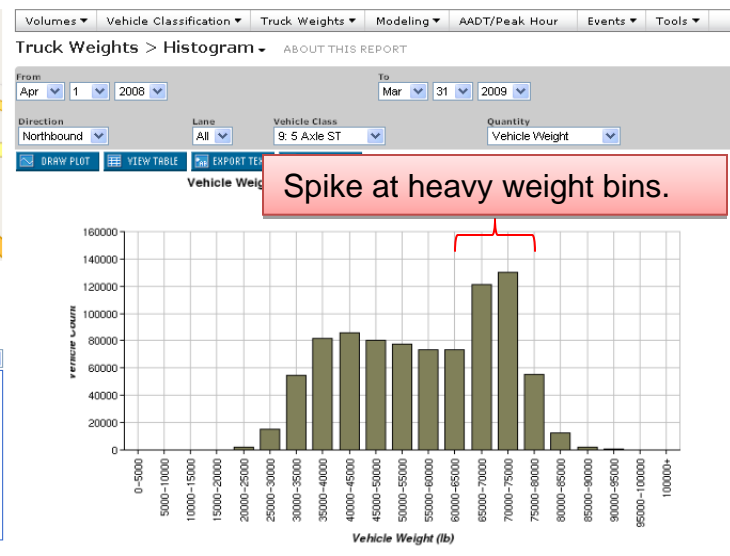 Volumes ▾ Vehicle Classification ▾ Truck Weights ▾ Modeling ▾ AADT/Peak Hour Events ▾ Tools ▾
Truck Weights > Histogram ▾ ABOUT THIS REPORT
From To
Apr 1 2008 Mar 31 2009
Direction Lane Vehicle Class Quantity
Northbound All 9: 5 Axle ST Vehicle Weight
DRAW PLOT VIEW TABLE EXPORT TEX
Vehicle Weig
Spike at heavy weight bins.
160000
140000
120000
100000
80000
60000
40000
20000
0
Vehicle Count
0-5000
5000-10000
10000-15000
15000-20000
20000-25000
25000-30000
30000-35000
35000-40000
40000-45000
45000-50000
50000-55000
55000-60000
60000-65000
65000-70000
70000-75000
75000-80000
80000-85000
85000-90000
90000-95000
95000-100000
100000+
Vehicle Weight (lb)